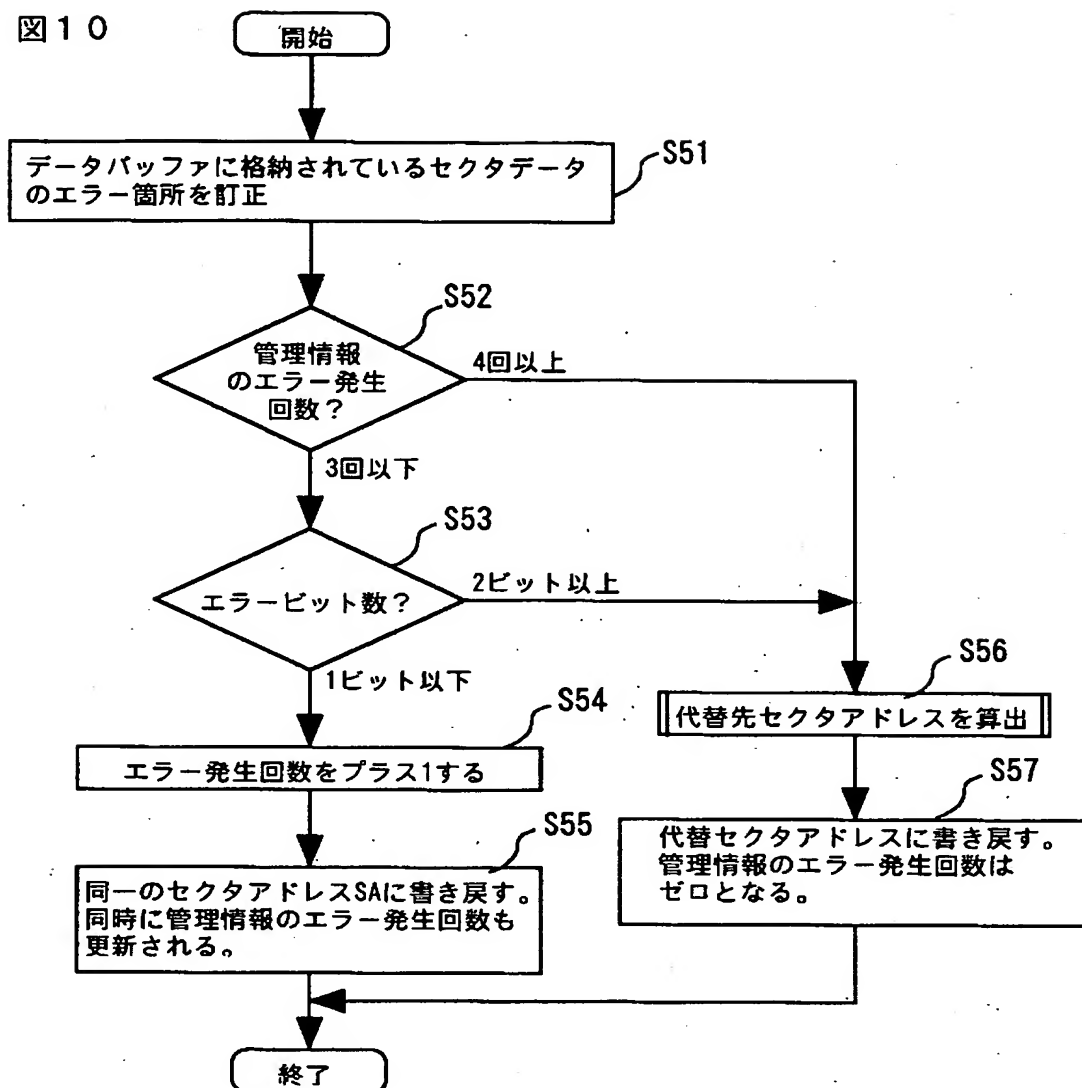 図10
開始
データバッファに格納されているセクタデータ
のエラー箇所を訂正
S51
S52
管理情報
のエラー発生
回数?
4回以上
3回以下
S53
エラービット数?
2ビット以上
1ビット以下
S54
エラー発生回数をプラス1する
S55
同一のセクタアドレスSAに書き戻す。
同時に管理情報のエラー発生回数も
更新される。
S56
代替先セクタアドレスを算出
S57
代替セクタアドレスに書き戻す。
管理情報のエラー発生回数は
ゼロとなる。
終了